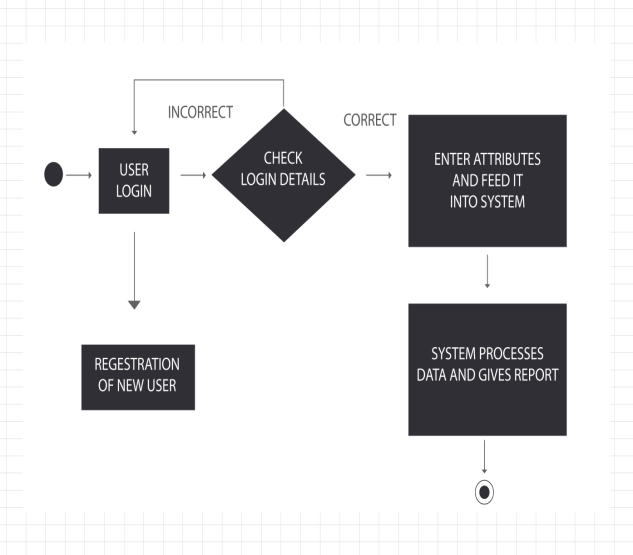 INCORRECT
CORRECT
USER
LOGIN
CHECK
LOGIN DETAILS
ENTER ATTRIBUTES
AND FEED IT
INTO SYSTEM
REGESTRATION
OF NEW USER
SYSTEM PROCESSES
DATA AND GIVES REPORT